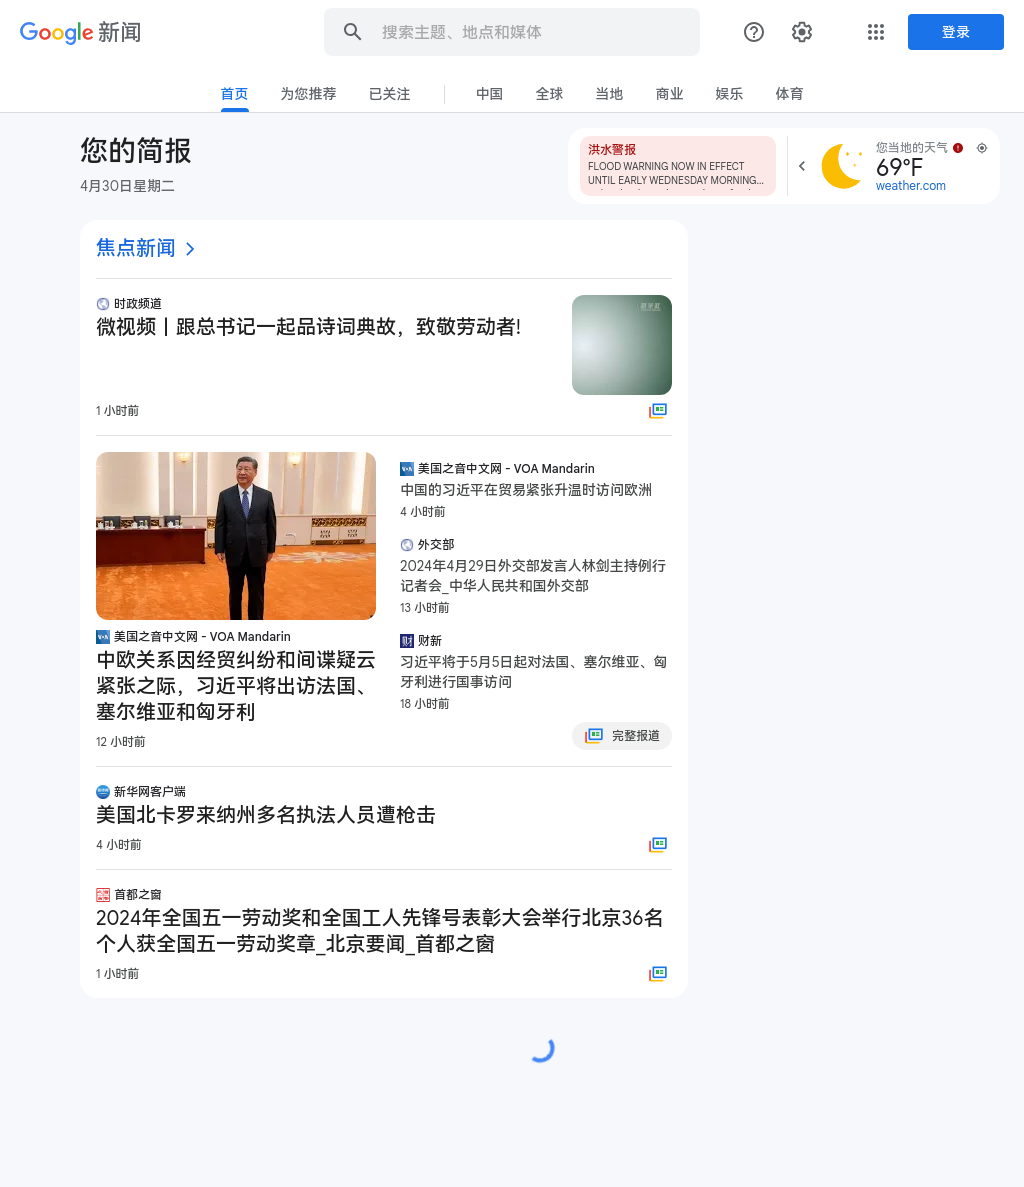 Google 新闻
搜索主题、地点和媒体
登录
首页
为您推荐
已关注
中国
全球
当地
商业
娱乐
体育
您的简报
4月30日星期二
洪水警报
FLOOD WARNING NOW IN EFFECT
UNTIL EARLY WEDNESDAY MORNING...
您当地的天气
69°F
weather.com
焦点新闻
时政频道
微视频丨跟总书记一起品诗词典故，致敬劳动者!
1 小时前
美国之音中文网 - VOA Mandarin
中欧关系因经贸纠纷和间谍疑云
紧张之际，习近平将出访法国、
塞尔维亚和匈牙利
12 小时前
VOA
美国之音中文网 - VOA Mandarin
中国的习近平在贸易紧张升温时访问欧洲
4 小时前
外交部
2024年4月29日外交部发言人林剑主持例行
记者会_中华人民共和国外交部
13 小时前
财新
习近平将于5月5日起对法国、塞尔维亚、匈
牙利进行国事访问
18 小时前
完整报道
新华网客户端
美国北卡罗来纳州多名执法人员遭枪击
4 小时前
首都之窗
2024年全国五一劳动奖和全国工人先锋号表彰大会举行北京36名
个人获全国五一劳动奖章_北京要闻_首都之窗
1 小时前